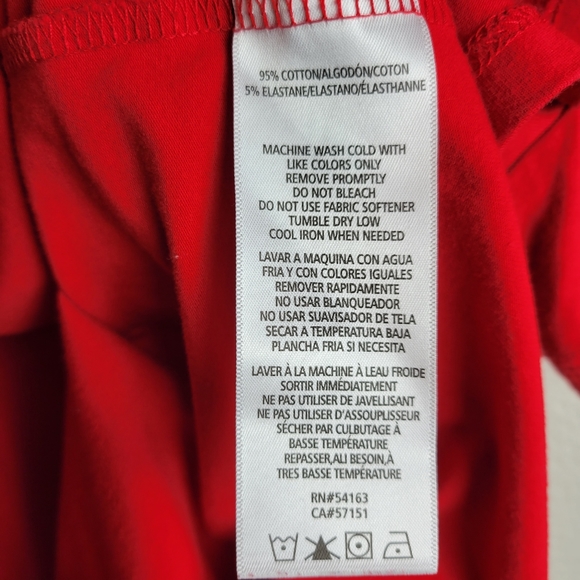 95% COTTON/ALGODÓN/COTON
5% ELASTANE/ELASTANO/ÉLASTHANNE
MACHINE WASH COLD WITH
LIKE COLORS ONLY
REMOVE PROMPTLY
DO NOT BLEACH
DO NOT USE FABRIC SOFTENER
TUMBLE DRY LOW
COOL IRON WHEN NEEDED
LAVAR A MAQUINA CON AGUA
FRIA Y CON COLORES IGUALES
REMOVER RAPIDAMENTE
NO USAR BLANQUEADOR
NO USAR SUAVISADOR DE TELA
SECAR A TEMPERATURA BAJA
PLANCHA FRIA SI NECESITA
LAVER À LA MACHINE À LEAU FROIDE
SORTIR IMMÉDIATEMENT
NE PAS UTILISER DE JAVELLISANT
NE PAS UTILISER D'ASSOUPLISSEUR
SÉCHER PAR CULBUTAGE À
BASSE TEMPÉRATURE
REPASSER,ALI BESOIN,À
TRES BASSE TEMPÉRATURE
RN#54163
CA#57151